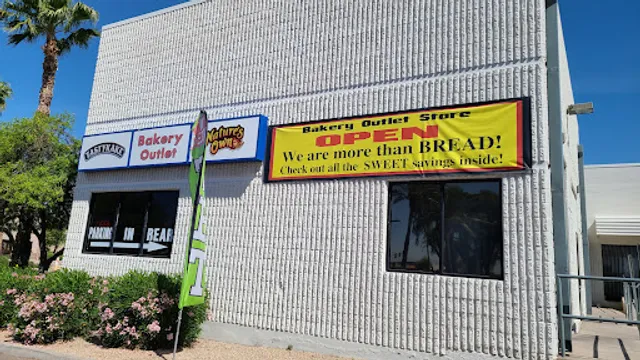 TASTYKAKE
Bakery
Outlet
Nature's
Own
Bakery Outlet Store
OPEN
We are more than BREAD!
Check out all the SWEET savings inside!
PARKING IN REAR